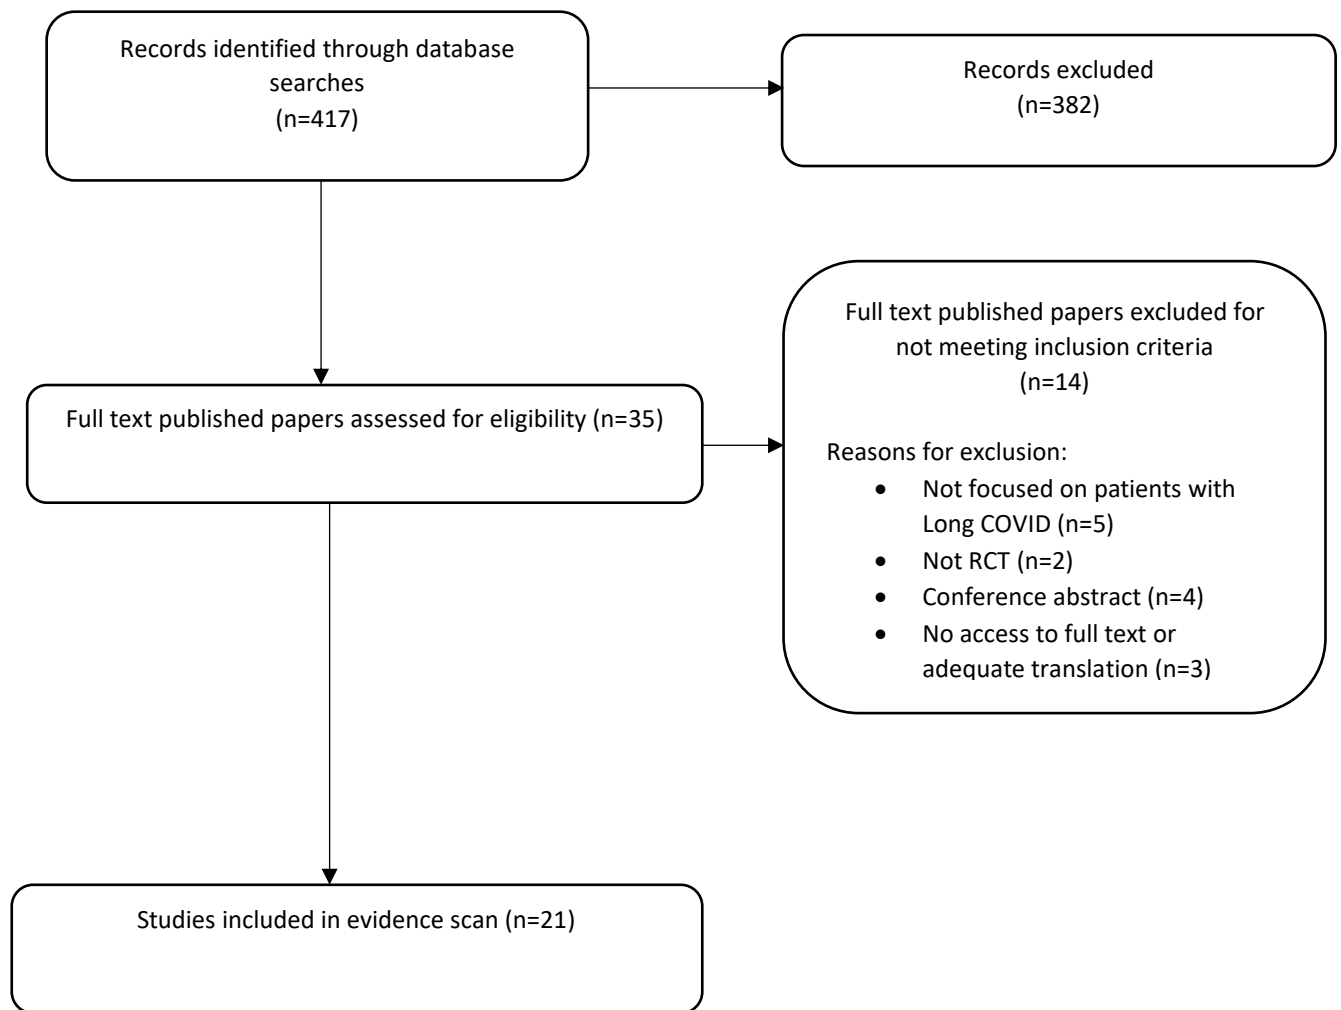 Records identified through database
searches
(n=417)
Records excluded
(n=382)
Full text published papers assessed for eligibility (n=35)
Full text published papers excluded for
not meeting inclusion criteria
(n=14)
Reasons for exclusion:
• Not focused on patients with
Long COVID (n=5)
• Not RCT (n=2)
• Conference abstract (n=4)
• No access to full text or
adequate translation (n=3)
Studies included in evidence scan (n=21)